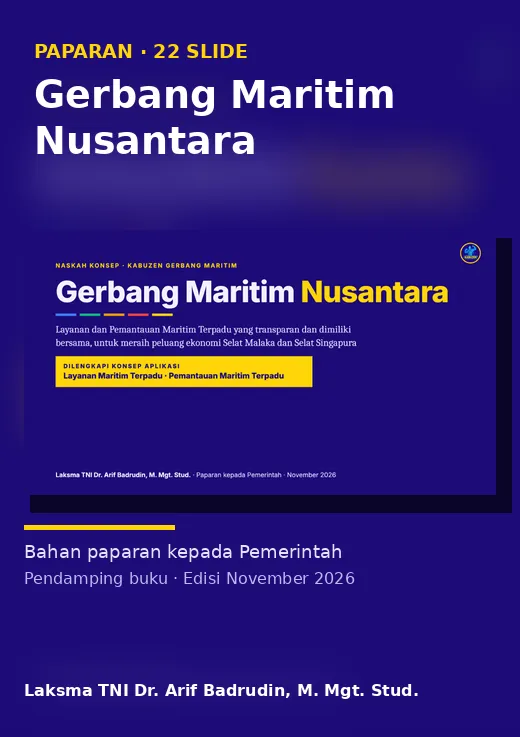 PAPARAN · 22 SLIDE
Gerbang Maritim
Nusantara
NASKAH KONSEP · KABUZEN GERBANG MARITIM
Gerbang Maritim Nusantara
Layanan dan Pemantauan Maritim Terpadu yang transparan dan dimiliki
bersama, untuk meraih peluang ekonomi Selat Malaka dan Selat Singapura
DILENGKAPI KONSEP APLIKASI
Layanan Maritim Terpadu · Pemantauan Maritim Terpadu
Laksma TNI Dr. Arif Badrudin, M. Mgt. Stud. · Paparan kepada Pemerintah · November 2026
Bahan paparan kepada Pemerintah
Pendamping buku · Edisi November 2026
Laksma TNI Dr. Arif Badrudin, M. Mgt. Stud.